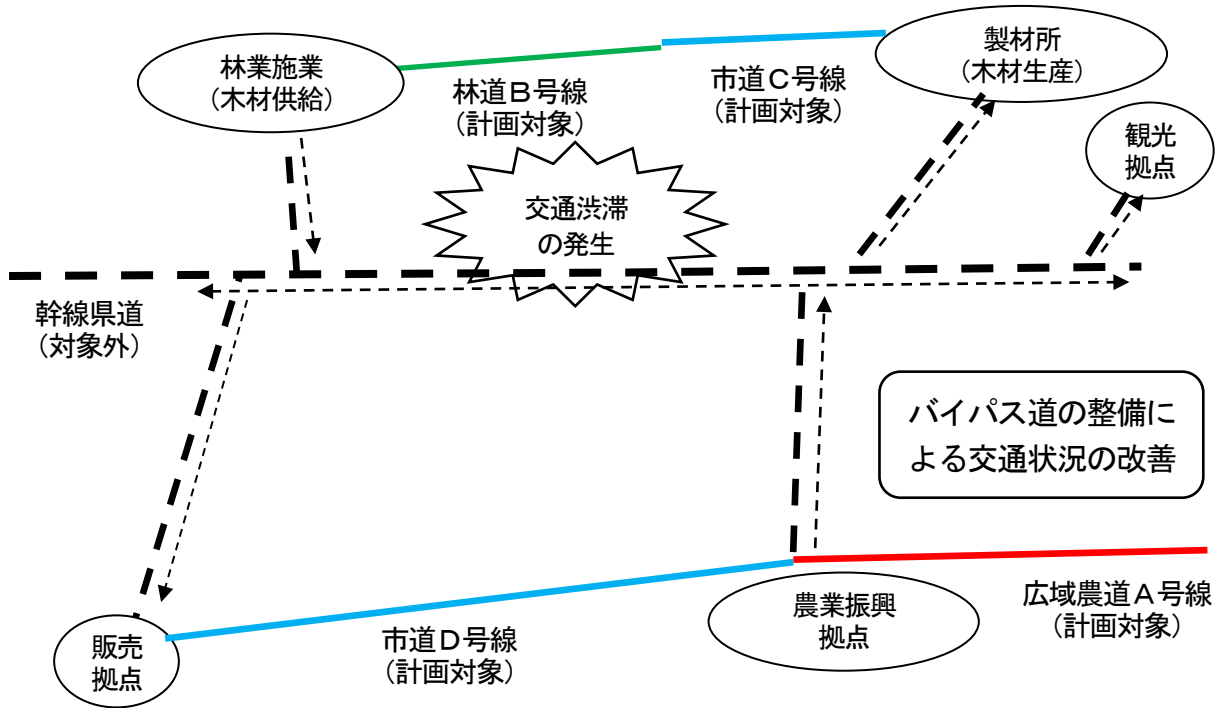 林業施業
(木材供給)
林道Ｂ号線
(計画対象)
市道Ｃ号線
(計画対象)
製材所
(木材生産)
観光
拠点
交通渋滞
の発生
幹線県道
(対象外)
バイパス道の整備に
よる交通状況の改善
販売
拠点
市道Ｄ号線
(計画対象)
農業振興
拠点
広域農道Ａ号線
(計画対象)